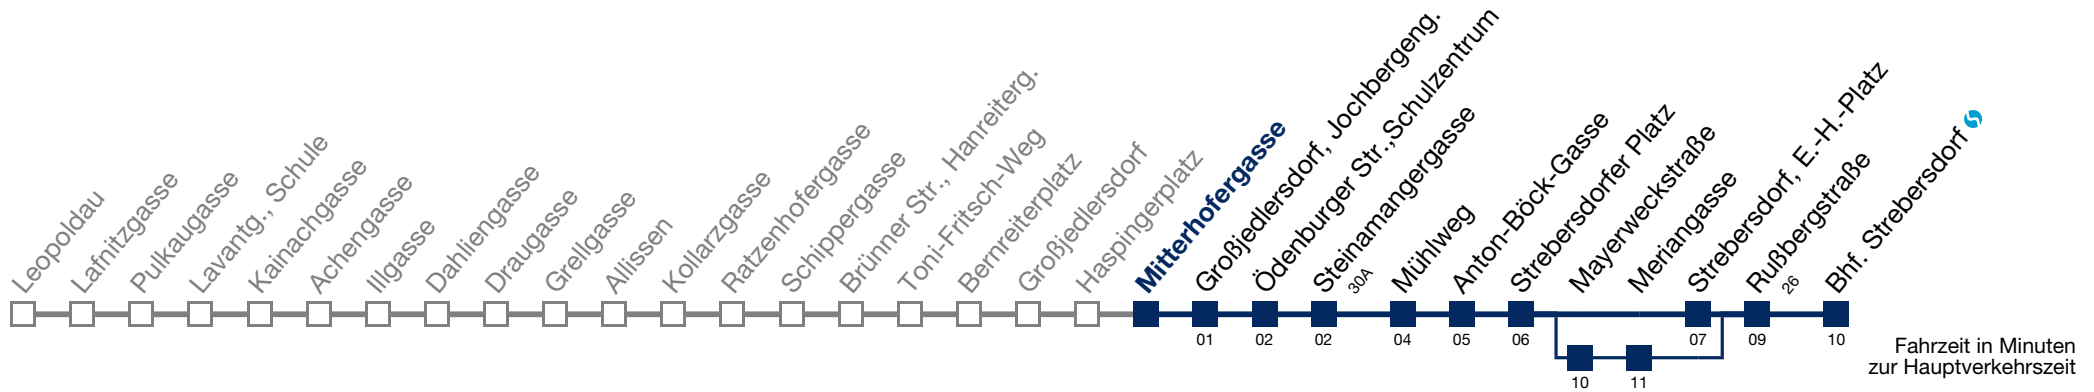 Leopoldau
Lafnitzgasse
Pulkaugasse
Lavantg., Schule
Kainachgasse
Achengasse
Illgasse
Dahliengasse
Draugasse
Grellgasse
Allissen
Kollarzgasse
Ratzenhofergasse
Schippergasse
Brünner Str., Hanreiterg.
Toni-Fritsch-Weg
Bernreiterplatz
Großjedlersdorf
Haspingerplatz
Mitterhofergasse
Großjedlersdorf, Jochbergeng.
Ödenburger Str.,Schulzentrum
Steinamangergasse
30A
Mühlweg
Anton-Böck-Gasse
Strebersdorfer Platz
Mayerweckstraße
Meriangasse
Strebersdorf, E.-H.-Platz
Rußbergstraße
26
Bhf. Strebersdorf
01
02
02
04
05
06
07
09
10
10
11
Fahrzeit in Minuten
zur Hauptverkehrszeit